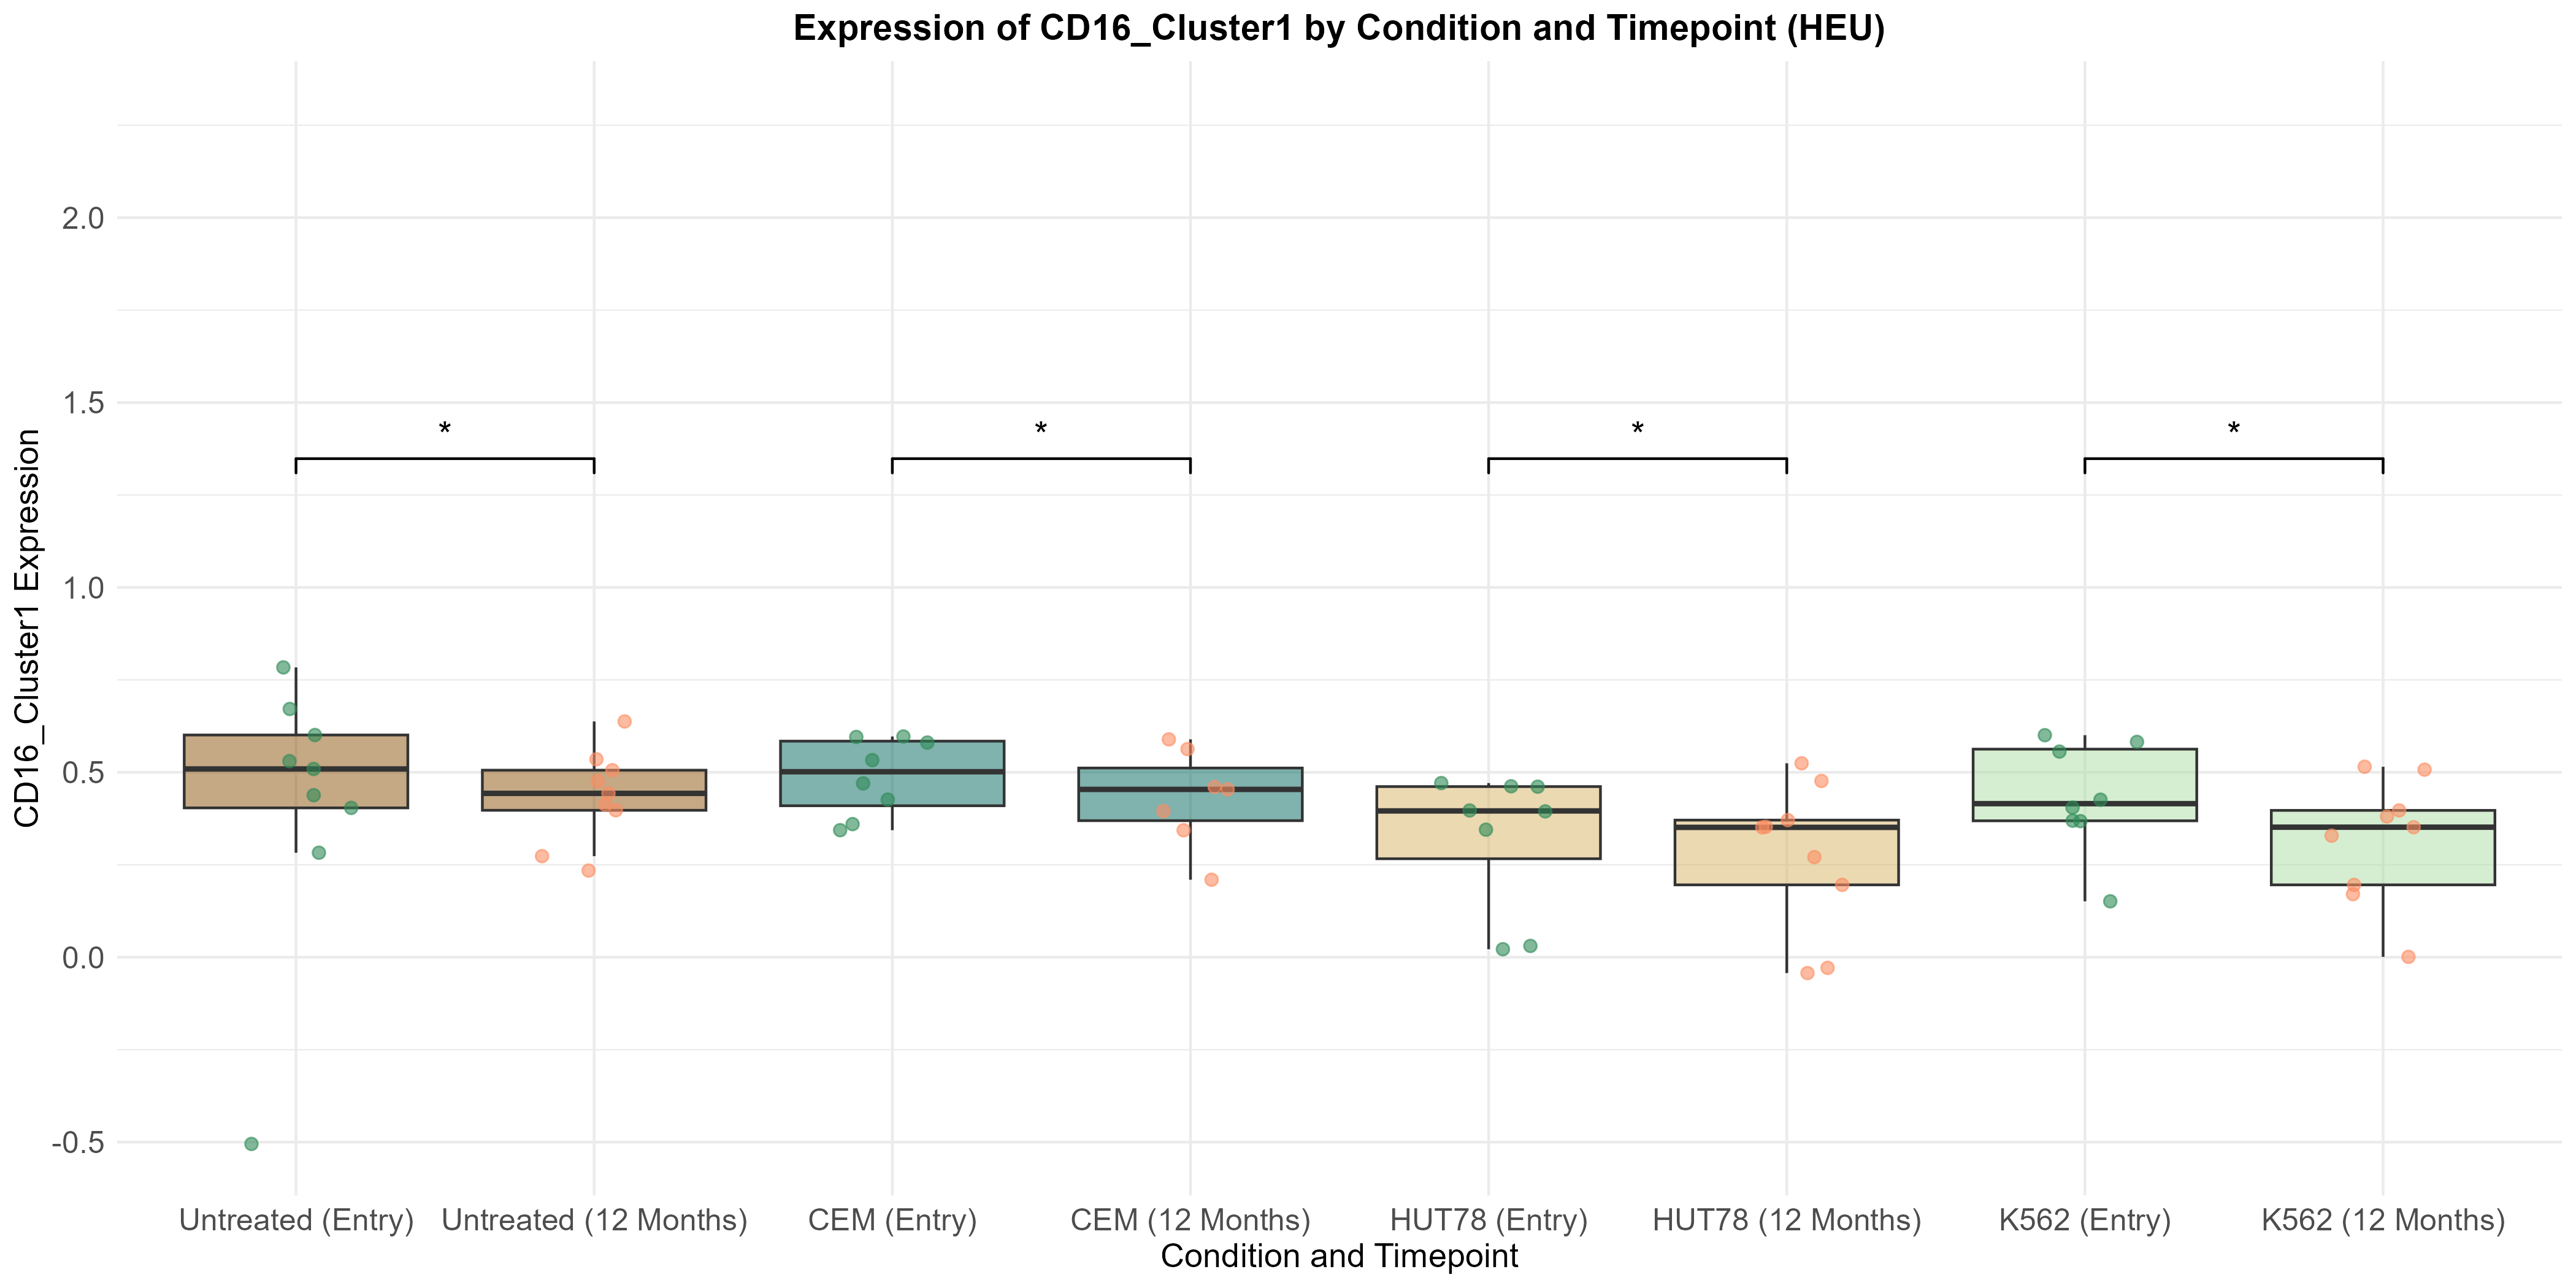 Expression of CD16_Cluster1 by Condition and Timepoint (HEU)
CD16_Cluster1 Expression
2.0
1.5
1.0
0.5
0.0
-0.5
*
*
*
*
Untreated (Entry)
Untreated (12 Months)
CEM (Entry)
CEM (12 Months)
HUT78 (Entry)
HUT78 (12 Months)
K562 (Entry)
K562 (12 Months)
Condition and Timepoint